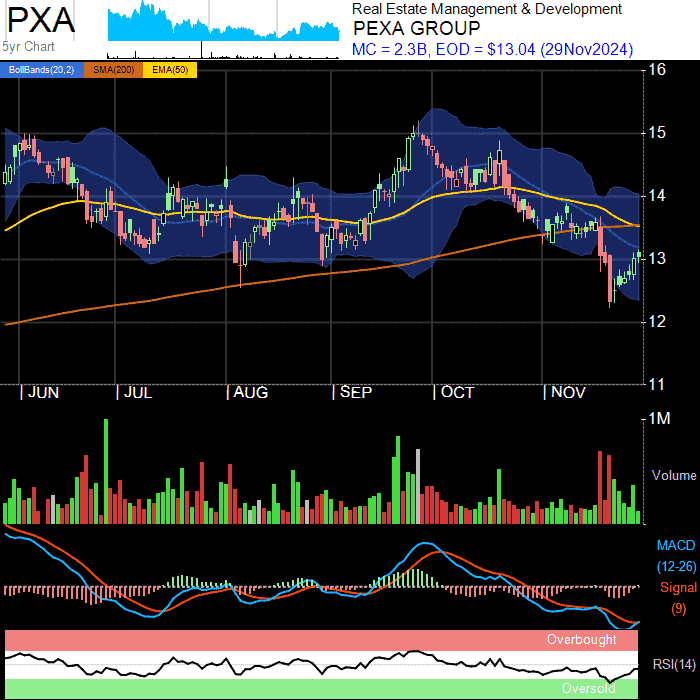 PXA
5yr Chart
Real Estate Management & Development
PEXA GROUP
MC = 2.3B, EOD = $13.04 (29Nov2024)
BollBands(20,2) SMA(200) EMA(50)
16
15
14
13
12
11
JUN JUL AUG SEP OCT NOV
1M
Volume
MACD
(12-26)
Signal
(9)
Overbought
RSI(14)
Oversold